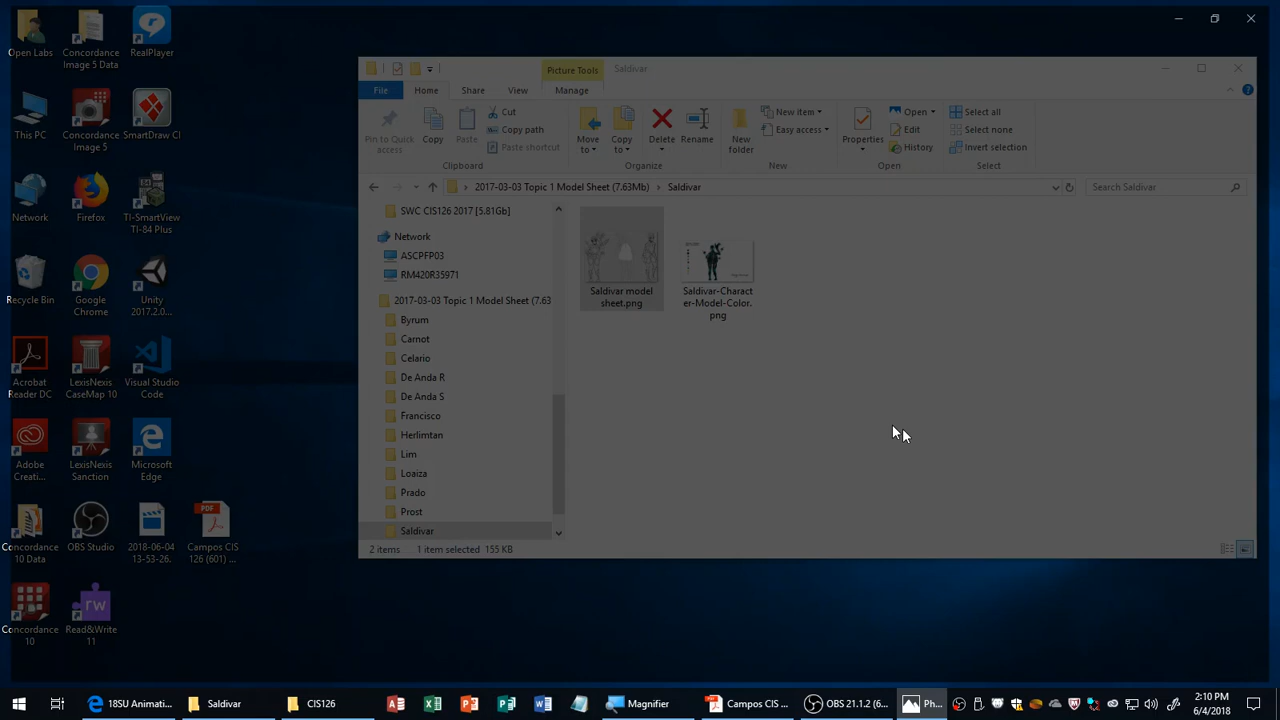 Open Labs
Concordance
Image 5 Data
RealPlayer
This PC
Concordance
Image 5
SmartDraw CI
Network
Firefox
TI-SmartView
TI-84 Plus
Recycle Bin
Google
Chrome
Unity
2017.2.0...
Acrobat
Reader DC
LexisNexis
CaseMap 10
Visual Studio
Code
Adobe
Creati...
LexisNexis
Sanction
Microsoft
Edge
Concordance
10 Data
OBS Studio
2018-06-04
13-53-26.
PDF
Campos CIS
126 (601) ...
Concordance
10
rw
Read&Write
11
Picture Tools
Saldivar
File
Home
Share
View
Manage
Pin to Quick
access
Copy
Paste
Cut
Copy path
Paste shortcut
Clipboard
Move
to
Copy
to
Delete
Rename
Organize
New
folder
New item
Easy access
New
Properties
Open
Edit
History
Open
Select all
Select none
Invert selection
Select
2017-03-03 Topic 1 Model Sheet (7.63Mb) > Saldivar
Search Saldivar
SWC CIS126 2017 [5.81Gb]
Network
ASCPFP03
RM420R35971
2017-03-03 Topic 1 Model Sheet (7.63
Byrum
Carnot
Celario
De Anda R
De Anda S
Francisco
Herlimtan
Lim
Loaiza
Prado
Prost
Saldivar
Saldivar model
sheet.png
Saldivar-Charact
er-Model-Color.
png
2 items 1 item selected 155 KB
18SU Animati...
Saldivar
CIS126
Magnifier
Campos CIS ...
OBS 21.1.2 (6...
Ph...
2:10 PM
6/4/2018